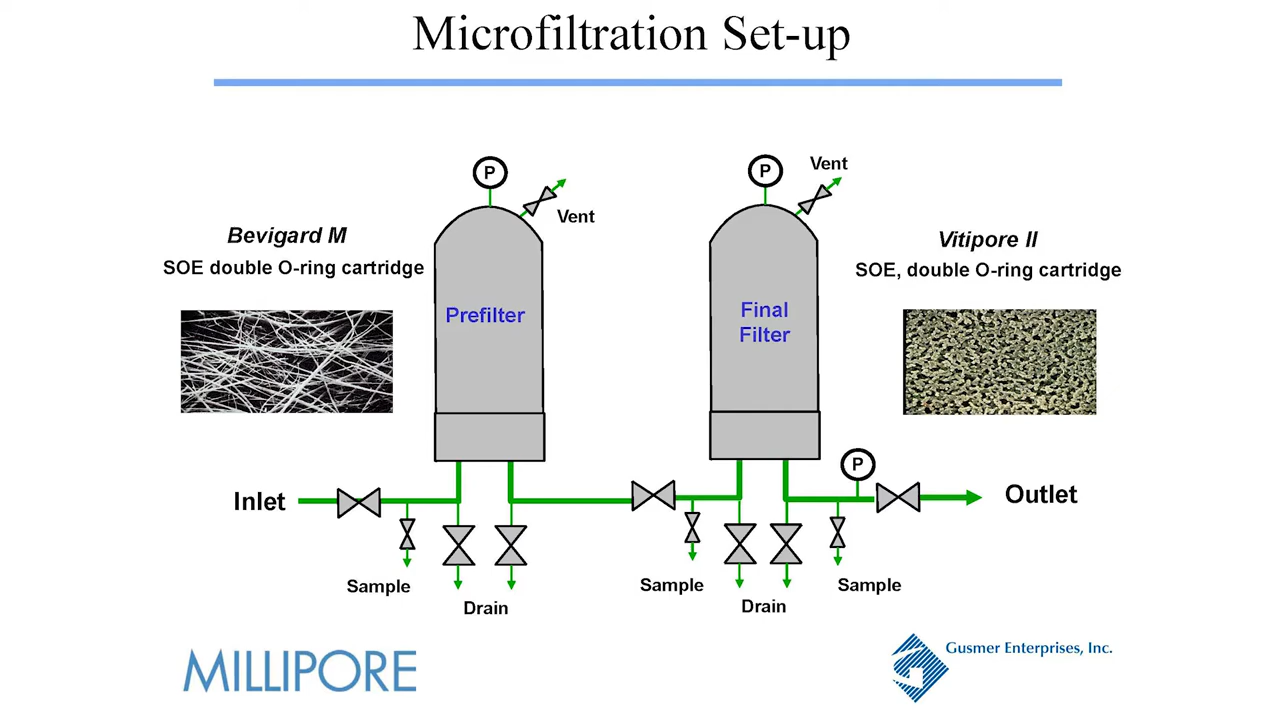 Microfiltration Set-up
P
P
Vent
Vent
Bevigard M
SOE double O-ring cartridge
Vitipore II
SOE, double O-ring cartridge
Prefilter
Final
Filter
P
Inlet
Outlet
Sample
Drain
Sample
Drain
Sample
MILLIPORE
Gusmer Enterprises, Inc.